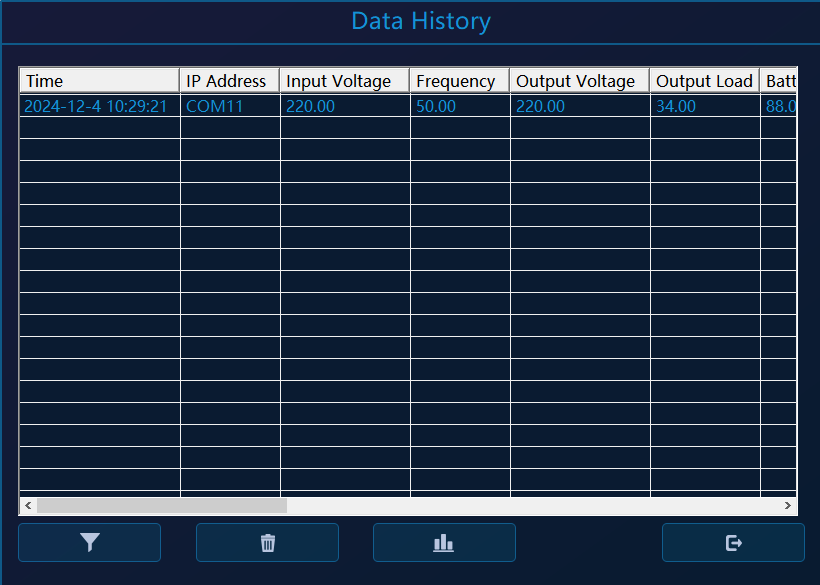 Data History
Time IP Address Input Voltage Frequency Output Voltage Output Load Batt
2024-12-4 10:29:21 COM11 220.00 50.00 220.00 34.00 88.0